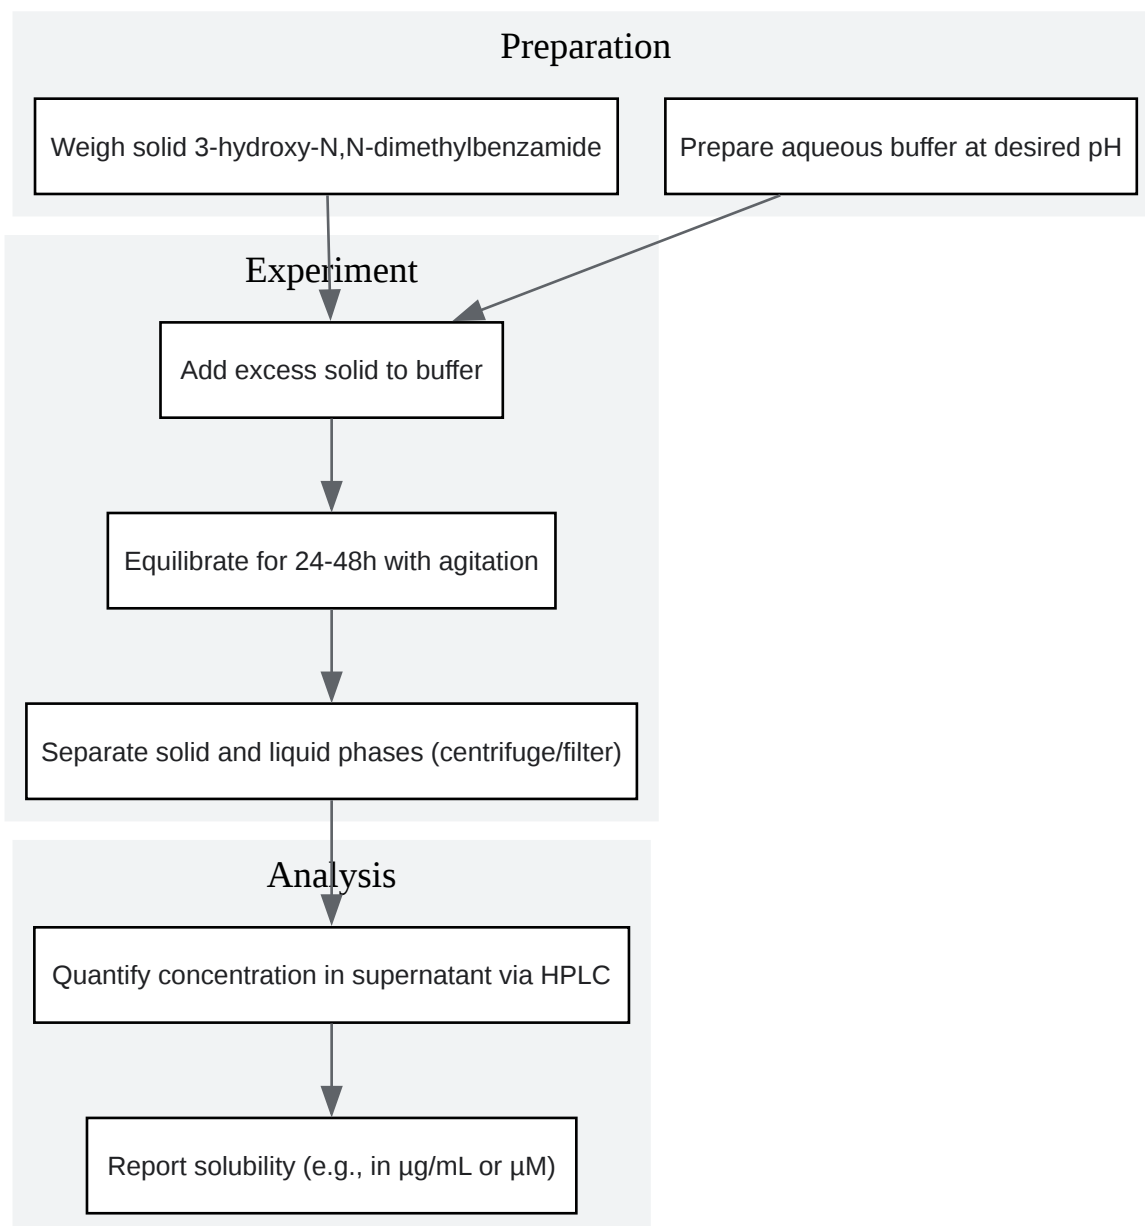 Preparation
Weigh solid 3-hydroxy-N,N-dimethylbenzamide
Prepare aqueous buffer at desired pH
Experiment
Add excess solid to buffer
Equilibrate for 24-48h with agitation
Separate solid and liquid phases (centrifuge/filter)
Analysis
Quantify concentration in supernatant via HPLC
Report solubility (e.g., in µg/mL or µM)